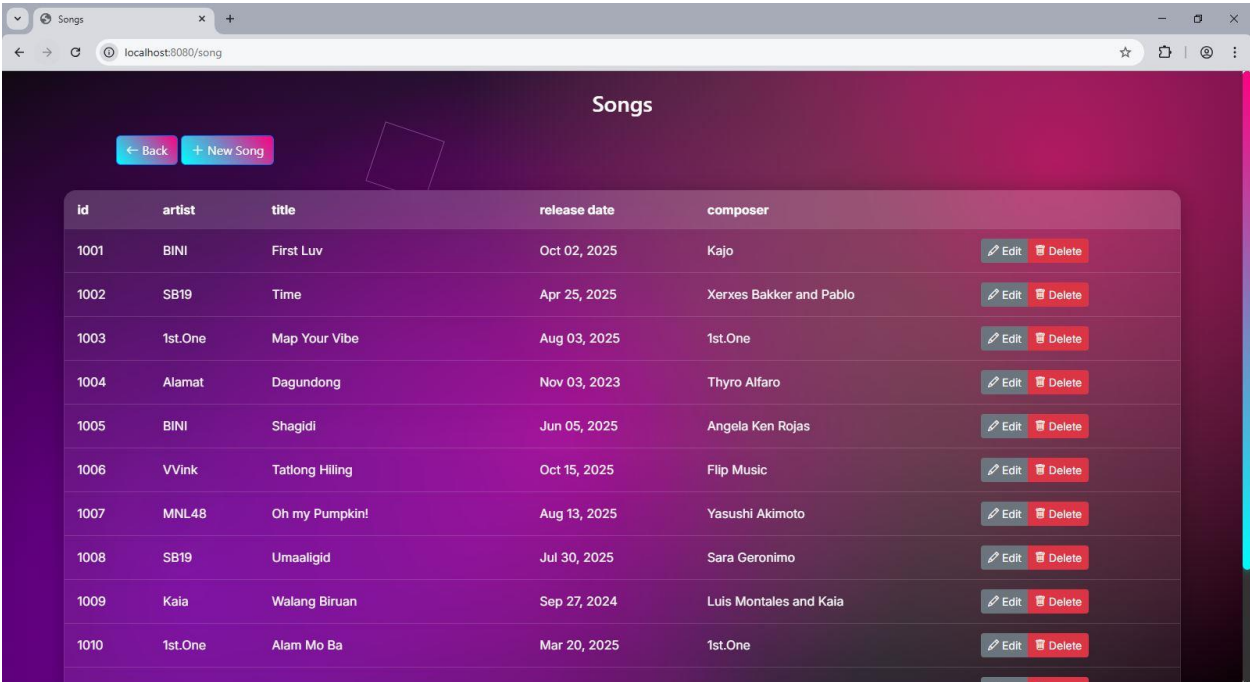 Songs
localhost:8080/song
Songs
Back New Song
id artist title release date composer
1001 BINI First Luv Oct 02, 2025 Kajo Edit Delete
1002 SB19 Time Apr 25, 2025 Xerxes Bakker and Pablo Edit Delete
1003 1st.One Map Your Vibe Aug 03, 2025 1st.One Edit Delete
1004 Alamat Dagundong Nov 03, 2023 Thyro Alfaro Edit Delete
1005 BINI Shagidi Jun 05, 2025 Angela Ken Rojas Edit Delete
1006 VVink Tatlong Hiling Oct 15, 2025 Flip Music Edit Delete
1007 MNL48 Oh my Pumpkin! Aug 13, 2025 Yasushi Akimoto Edit Delete
1008 SB19 Umaaligid Jul 30, 2025 Sara Geronimo Edit Delete
1009 Kaia Walang Biruan Sep 27, 2024 Luis Montales and Kaia Edit Delete
1010 1st.One Alam Mo Ba Mar 20, 2025 1st.One Edit Delete